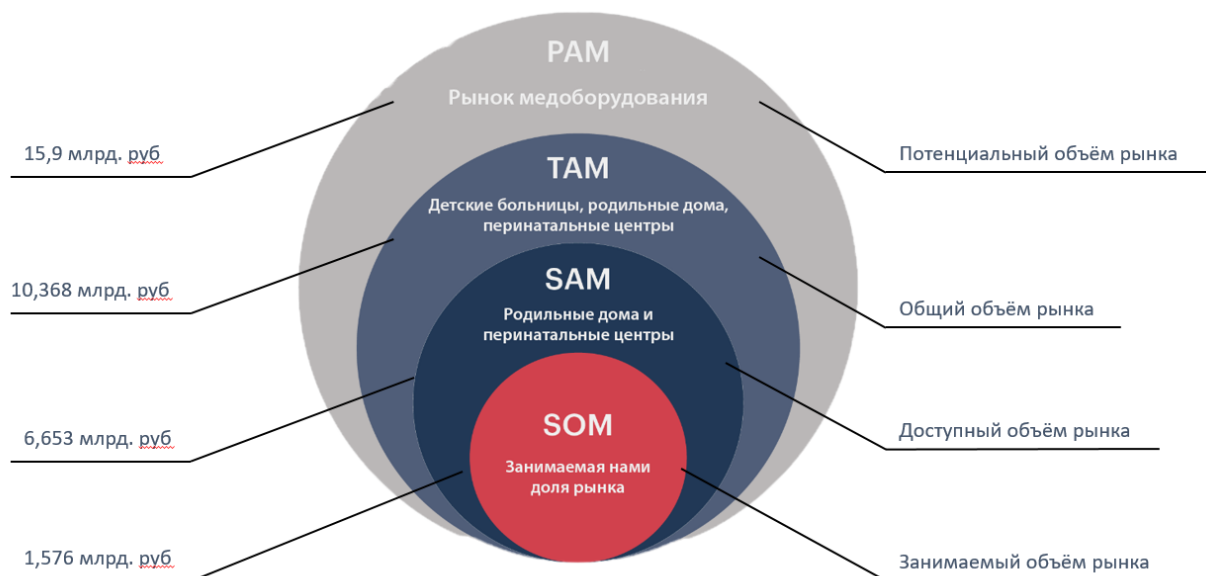 PAM
Рынок медоборудования
15,9 млрд. руб
Потенциальный объём рынка
TAM
Детские больницы, родильные дома,
перинатальные центры
10,368 млрд. руб
Общий объём рынка
SAM
Родильные дома и
перинатальные центры
6,653 млрд. руб
Доступный объём рынка
SOM
Занимаемая нами
доля рынка
1,576 млрд. руб
Занимаемый объём рынка